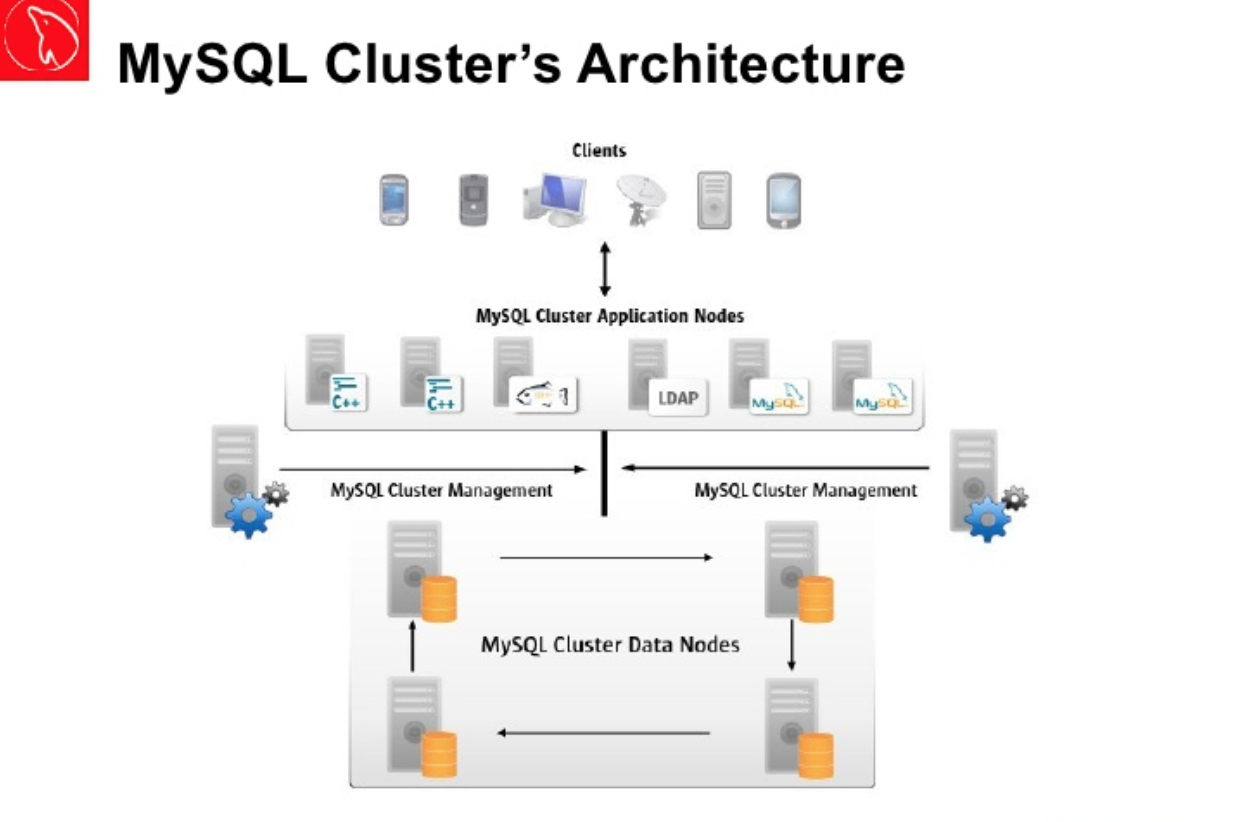 MySQL Cluster’s Architecture
Clients
MySQL Cluster Application Nodes
C++
C++
LDAP
MySQL
MySQL
MySQL Cluster Management
MySQL Cluster Management
MySQL Cluster Data Nodes